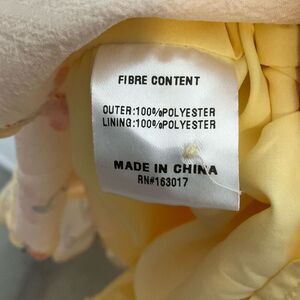 FIBRE CONTENT
OUTER:100%POLYESTER
LINING:100%POLYESTER
MADE IN CHINA
RN#163017